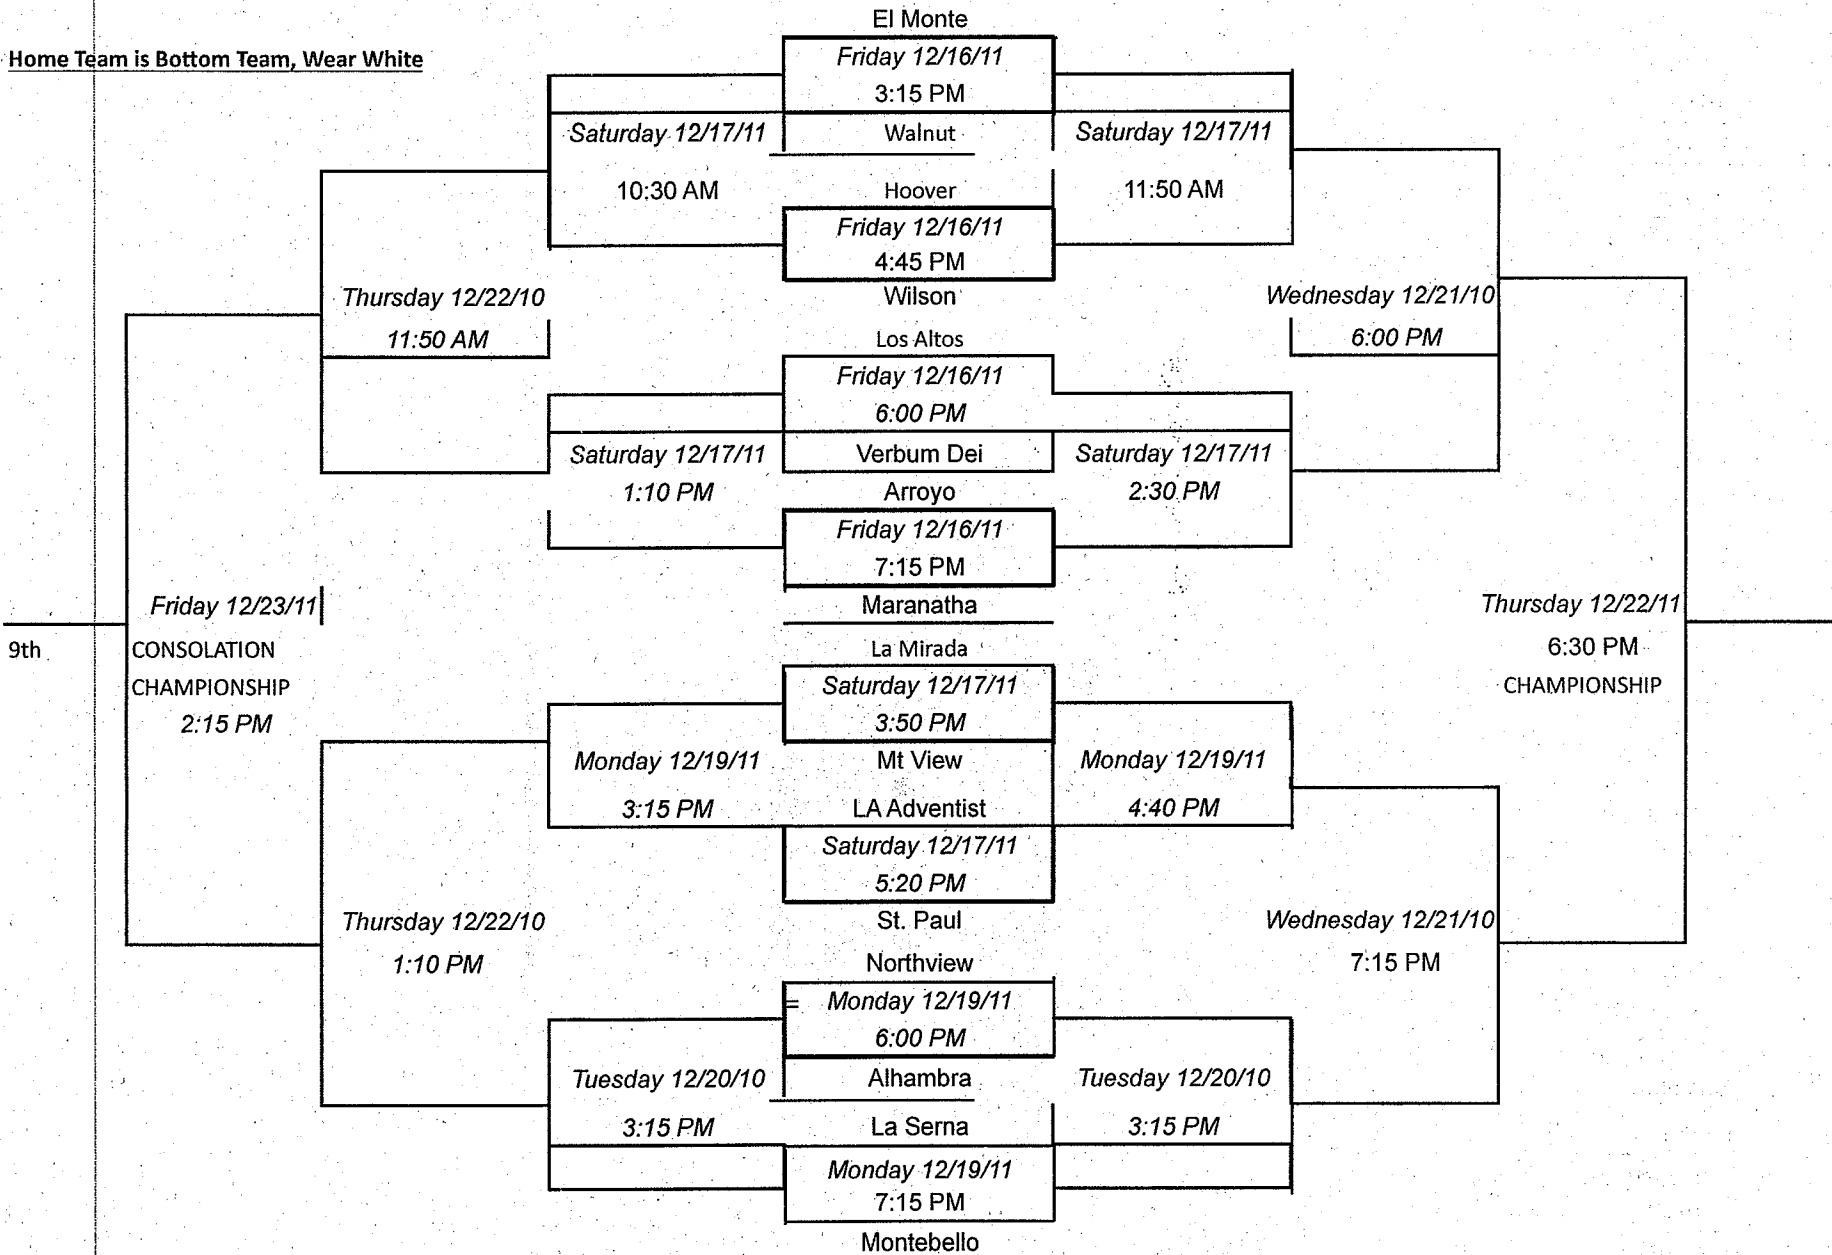 El Monte
Home Team is Bottom Team, Wear White
Friday 12/16/11
3:15 PM
Saturday 12/17/11
Walnut
Saturday 12/17/11
10:30 AM
Hoover
11:50 AM
Friday 12/16/11
4:45 PM
Thursday 12/22/10
Wilson
Wednesday 12/21/10
11:50 AM
Los Altos
6:00 PM
Friday 12/16/11
6:00 PM
Saturday 12/17/11
Verbum Dei
Saturday 12/17/11
1:10 PM
Arroyo
2:30 PM
Friday 12/16/11
7:15 PM
Friday 12/23/11
Maranatha
Thursday 12/22/11
9th
CONSOLATION
La Mirada
6:30 PM
CHAMPIONSHIP
Saturday 12/17/11
CHAMPIONSHIP
2:15 PM
3:50 PM
Monday 12/19/11
Mt View
Monday 12/19/11
3:15 PM
LA Adventist
4:40 PM
Saturday 12/17/11
5:20 PM
Thursday 12/22/10
St. Paul
Wednesday 12/21/10
1:10 PM
Northview
7:15 PM
= Monday 12/19/11
6:00 PM
Tuesday 12/20/10
Alhambra
Tuesday 12/20/10
3:15 PM
La Serna
3:15 PM
Monday 12/19/11
7:15 PM
Montebello